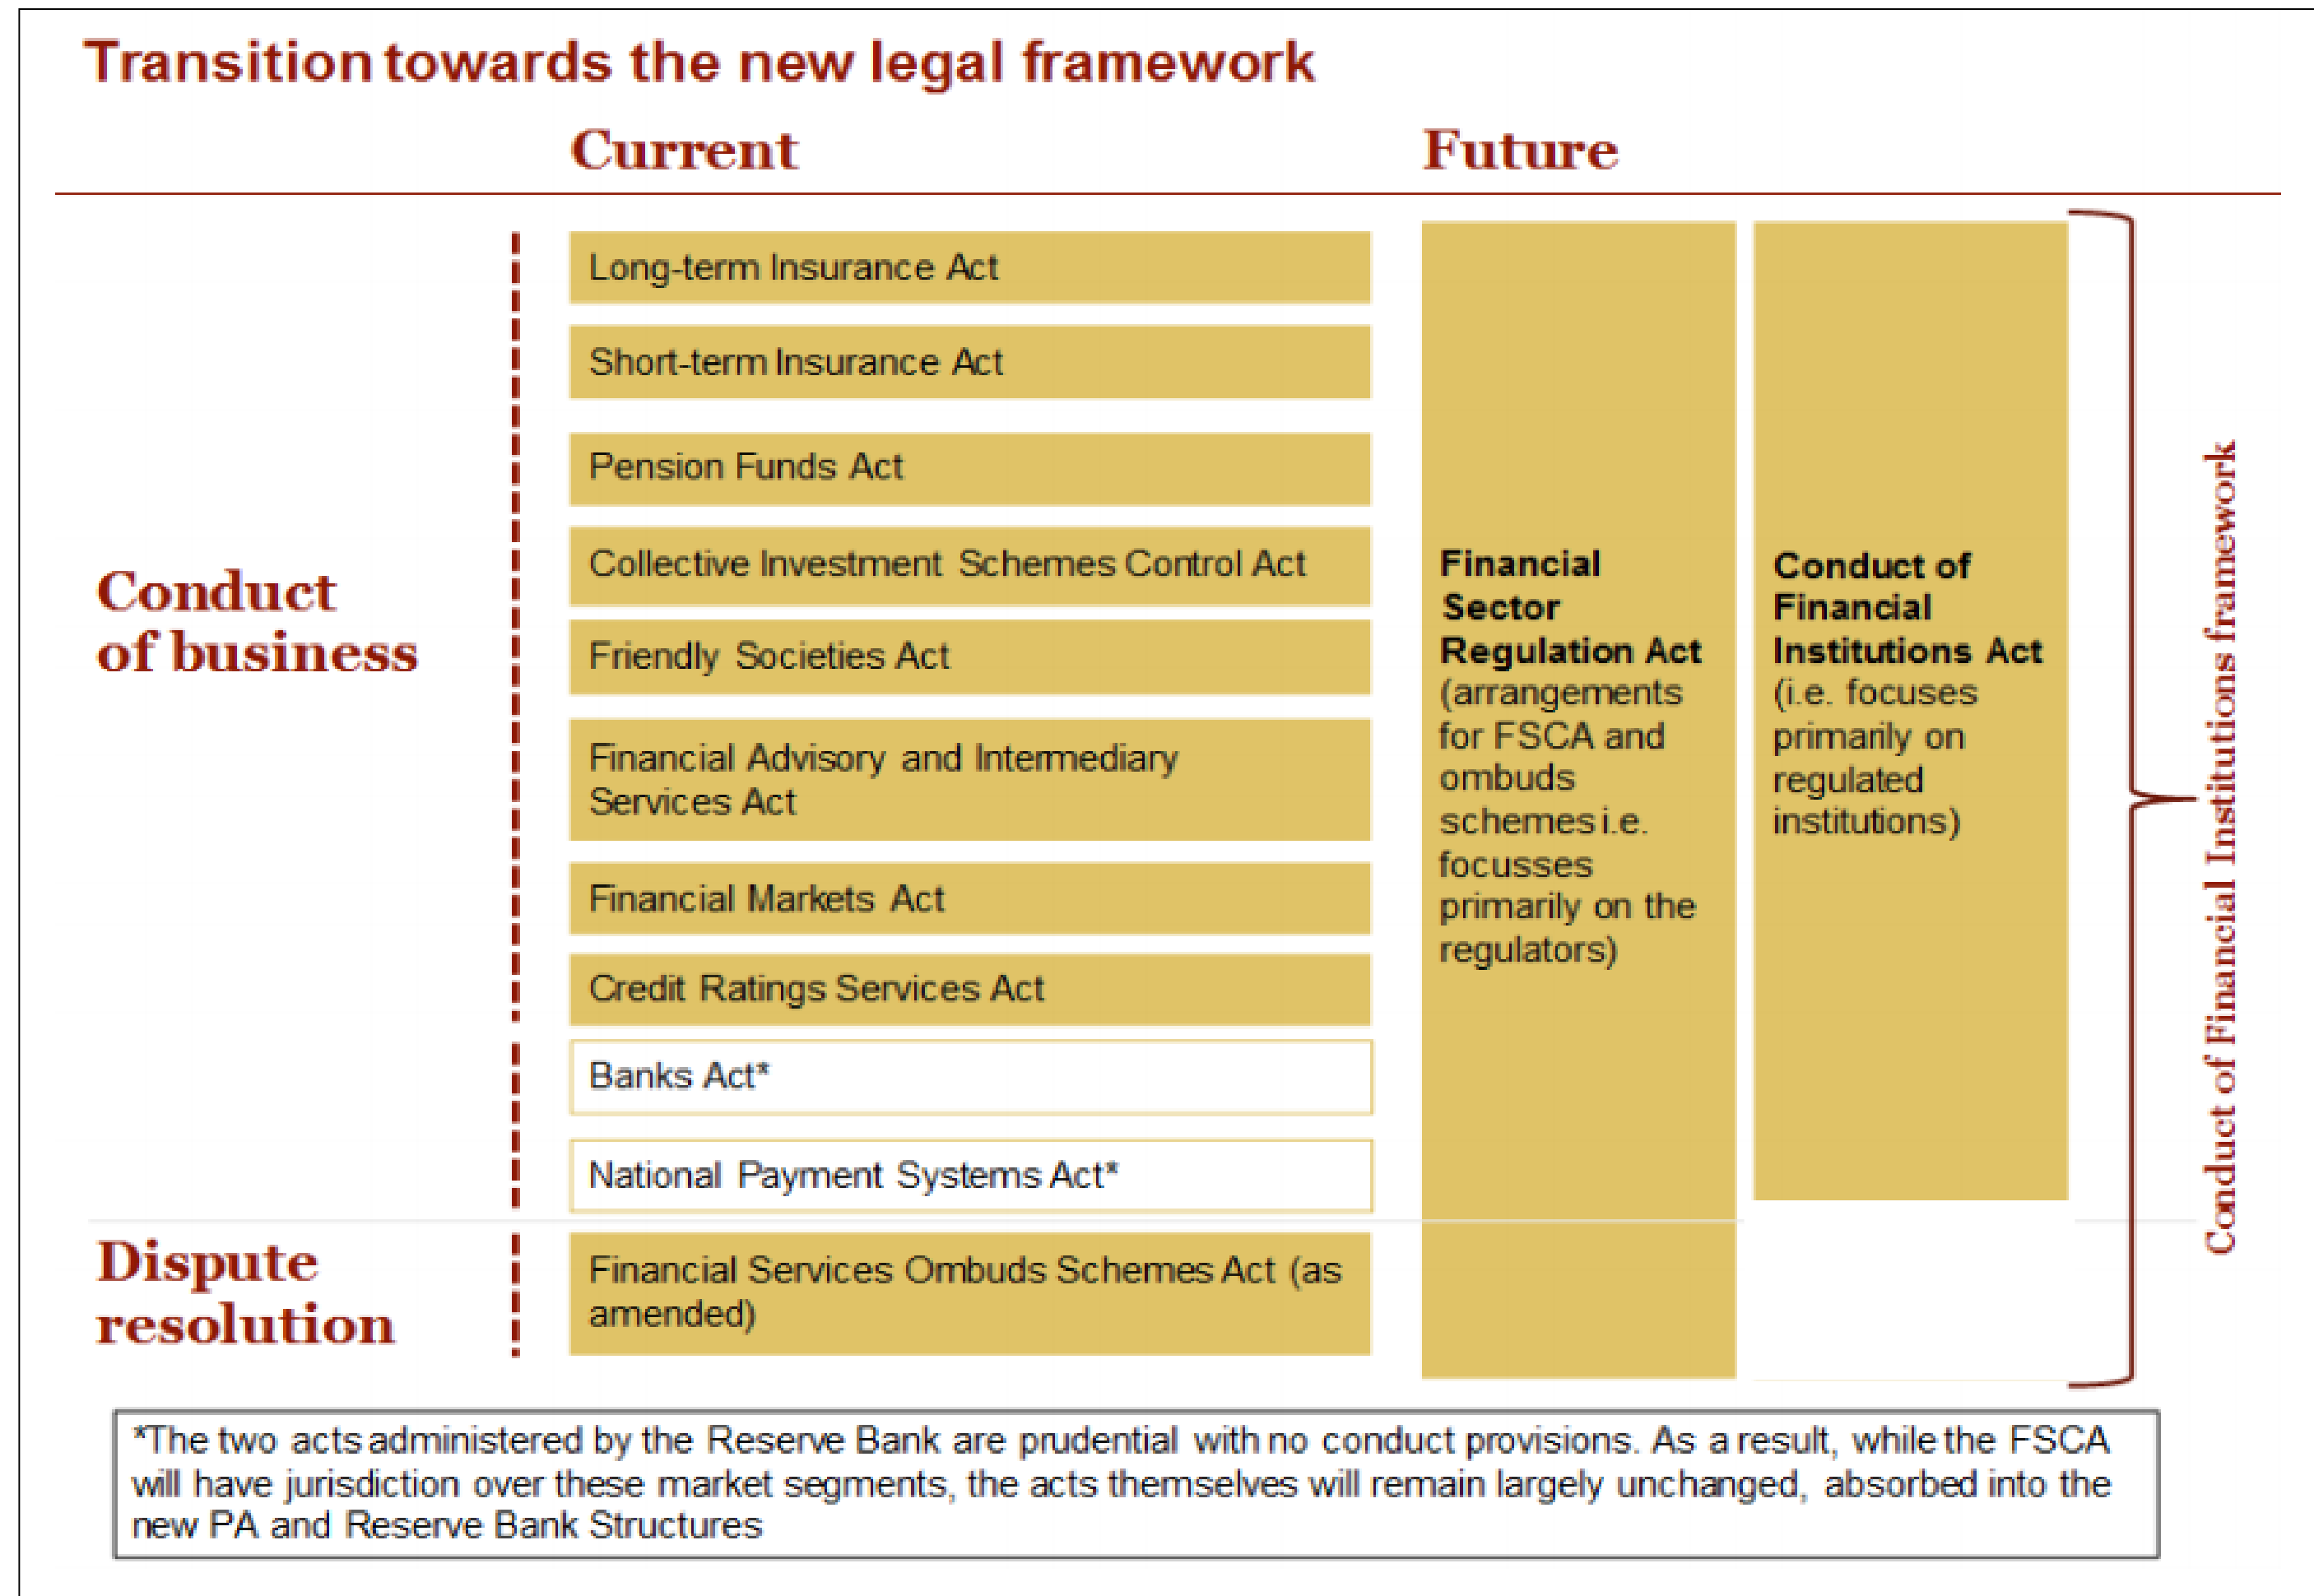 Transition towards the new legal framework
Current
Future
Conduct
of business
Long-term Insurance Act
Short-term Insurance Act
Pension Funds Act
Collective Investment Schemes Control Act
Friendly Societies Act
Financial Advisory and Intermediary
Services Act
Financial Markets Act
Credit Ratings Services Act
Banks Act*
National Payment Systems Act*
Dispute
resolution
Financial Services Ombuds Schemes Act (as
amended)
Financial
Sector
Regulation Act
(arrangements
for FSCA and
ombuds
schemes i.e.
focusses
primarily on the
regulators)
Conduct of
Financial
Institutions Act
(i.e. focuses
primarily on
regulated
institutions)
Conduct of Financial Institutions framework
*The two acts administered by the Reserve Bank are prudential with no conduct provisions. As a result, while the FSCA
will have jurisdiction over these market segments, the acts themselves will remain largely unchanged, absorbed into the
new PA and Reserve Bank Structures